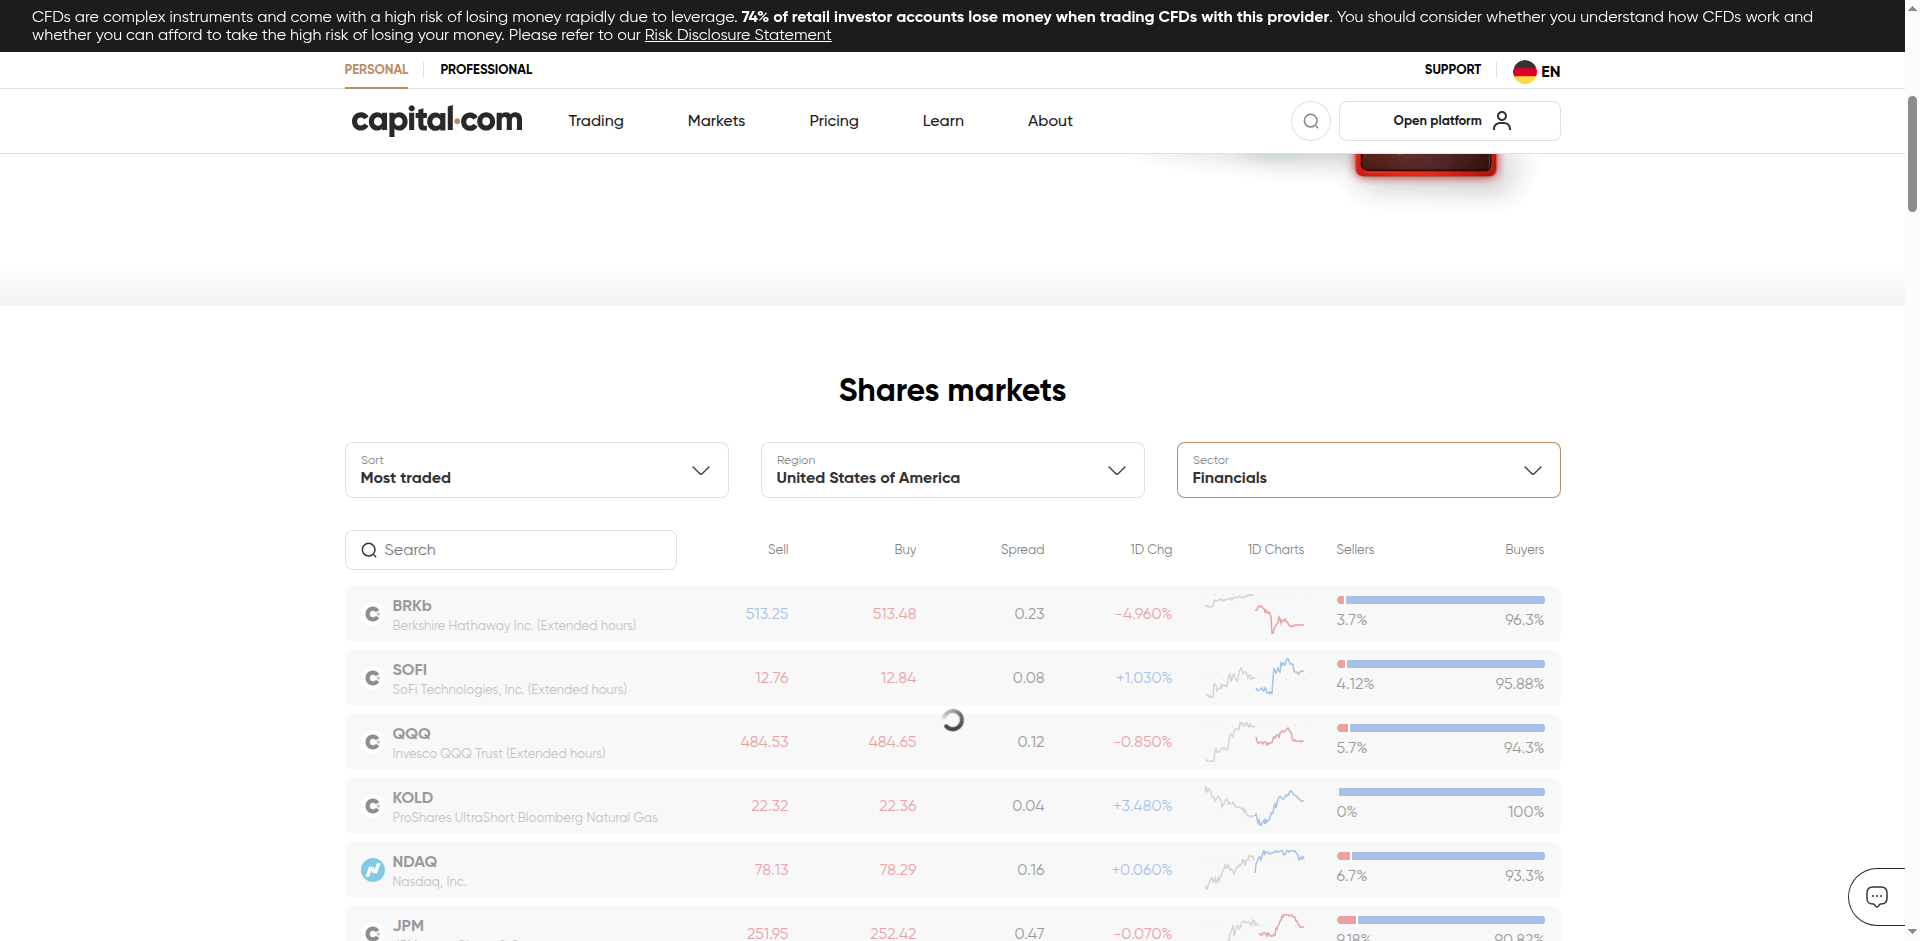 CFDs are complex instruments and come with a high risk of losing money rapidly due to leverage. 74% of retail investor accounts lose money when trading CFDs with this provider. You should consider whether you understand how CFDs work and
whether you can afford to take the high risk of losing your money. Please refer to our Risk Disclosure Statement
PERSONAL PROFESSIONAL SUPPORT EN
capital.com Trading Markets Pricing Learn About Open platform
Shares markets
Sort Region Sector
Most traded United States of America Financials
Search Sell Buy Spread 1D Chg 1D Charts Sellers Buyers
BRKb
Berkshire Hathaway Inc. (Extended hours) 513.25 513.48 0.23 -4.960% 3.7% 96.3%
SOFI
SoFi Technologies, Inc. (Extended hours) 12.76 12.84 0.08 +1.030% 4.12% 95.88%
QQQ
Invesco QQQ Trust (Extended hours) 484.53 484.65 0.12 -0.850% 5.7% 94.3%
KOLD
ProShares UltraShort Bloomberg Natural Gas 22.32 22.36 0.04 +3.480% 0% 100%
NDAQ
Nasdaq, Inc. 78.13 78.29 0.16 +0.060% 6.7% 93.3%
JPM
251.95 252.42 0.47 -0.070% 9.18% 90.82%